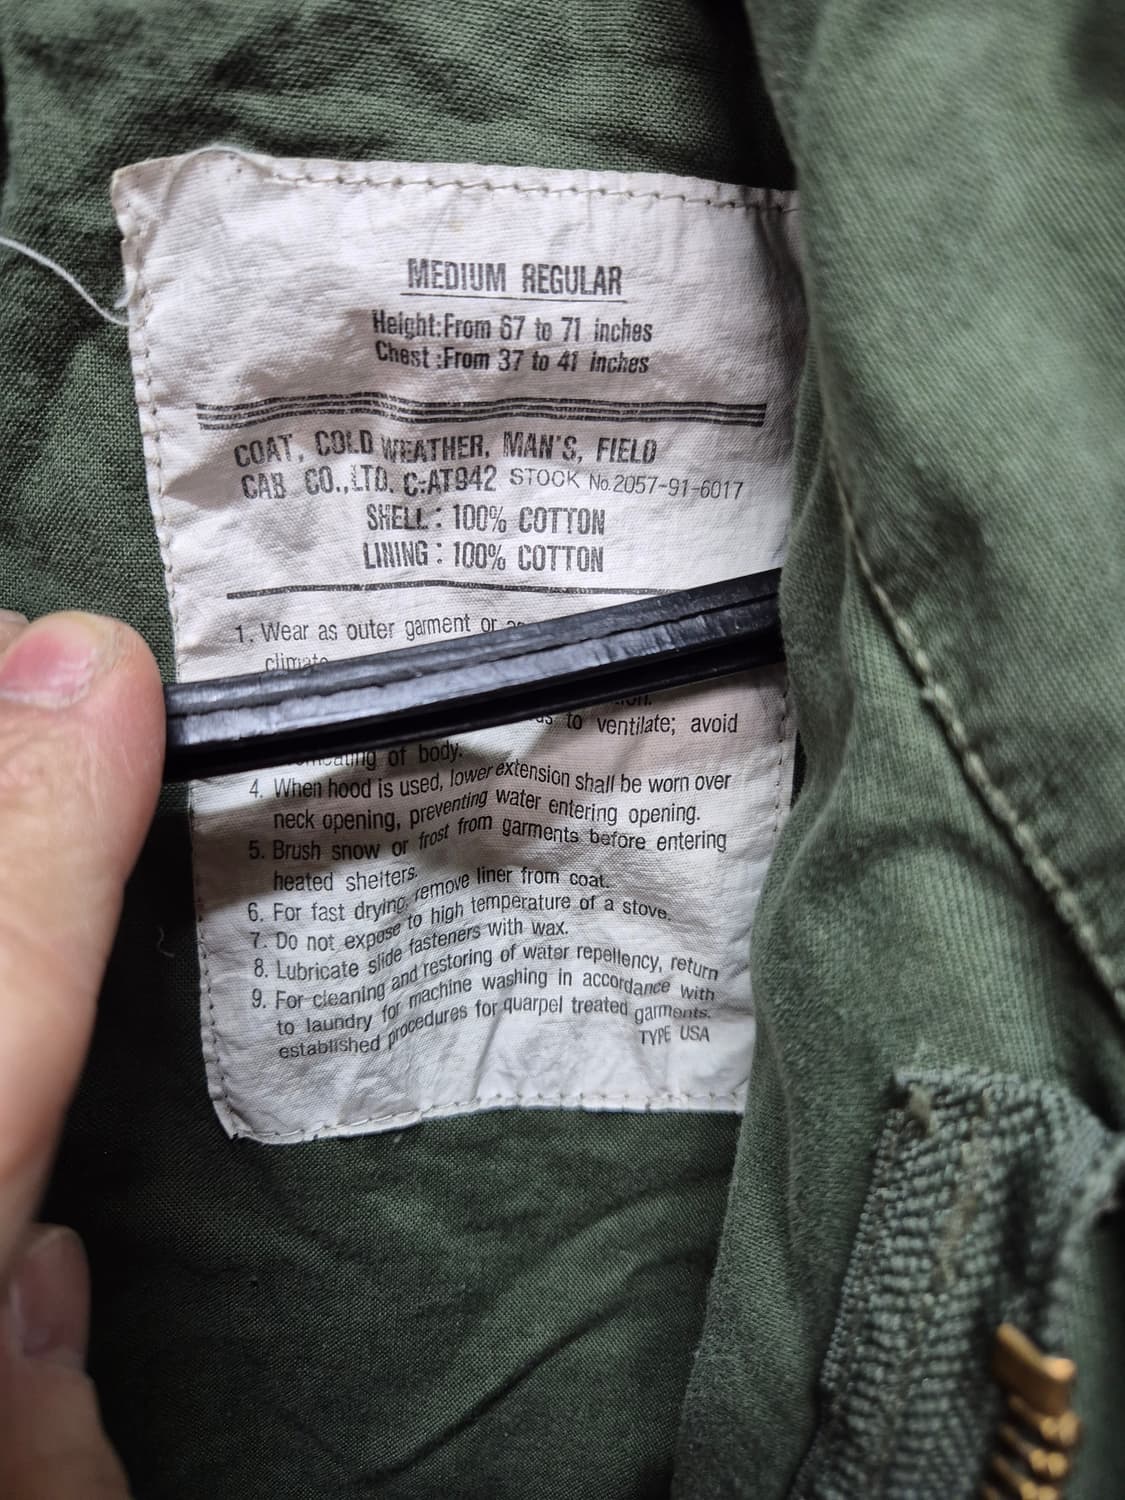 MEDIUM REGULAR
Height:From 67 to 71 inches
Chest :From 37 to 41 inches
COAT, COLD WEATHER, MAN'S, FIELD
CAB CO.,LTD. C:AT942 STOCK No.2057-91-6017
SHELL : 100% COTTON
LINING : 100% COTTON
1. Wear as outer garment or
climate
to ventilate; avoid
of body.
4. When hood is used, lower extension shall be worn over
neck opening, preventing water entering opening.
5. Brush snow or frost from garments before entering
heated shelters.
6. For fast drying, remove liner from coat.
7. Do not expose to high temperature of a stove.
8. Lubricate slide fasteners with wax.
9. For cleaning and restoring of water repellency, return
to laundry for machine washing in accordance with
established procedures for quarpel treated garments.
TYPE USA